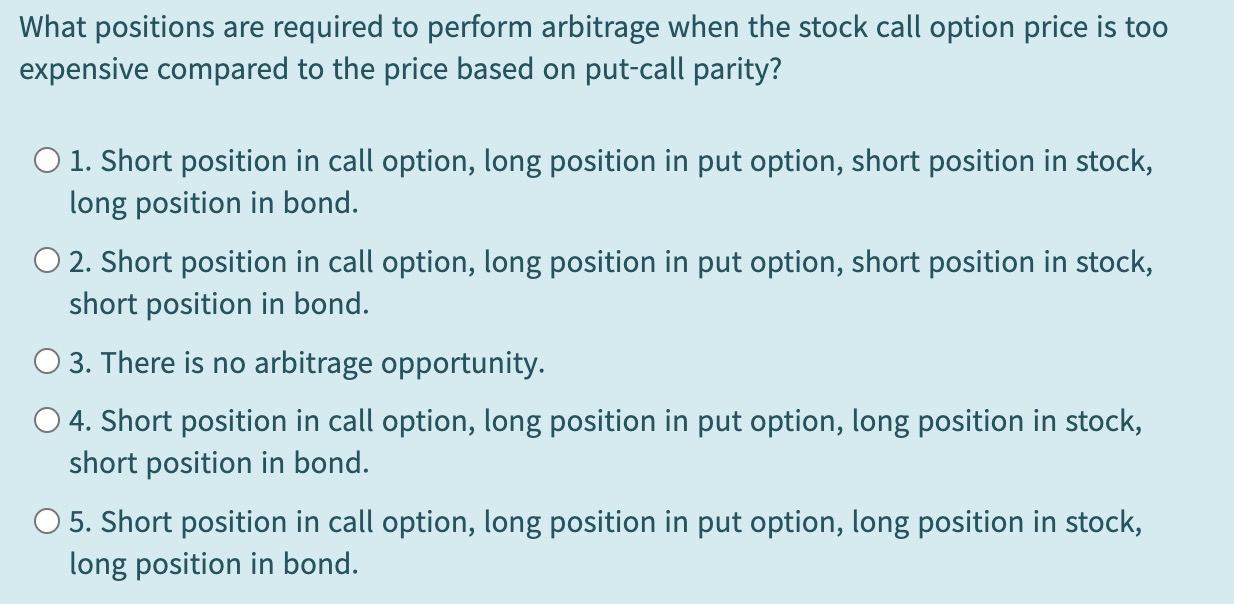 What positions are required to perform arbitrage when the stock call option price is too
expensive compared to the price based on put-call parity?
1. Short position in call option, long position in put option, short position in stock,
long position in bond.
2. Short position in call option, long position in put option, short position in stock,
short position in bond.
3. There is no arbitrage opportunity.
4. Short position in call option, long position in put option, long position in stock,
short position in bond.
5. Short position in call option, long position in put option, long position in stock,
long position in bond.